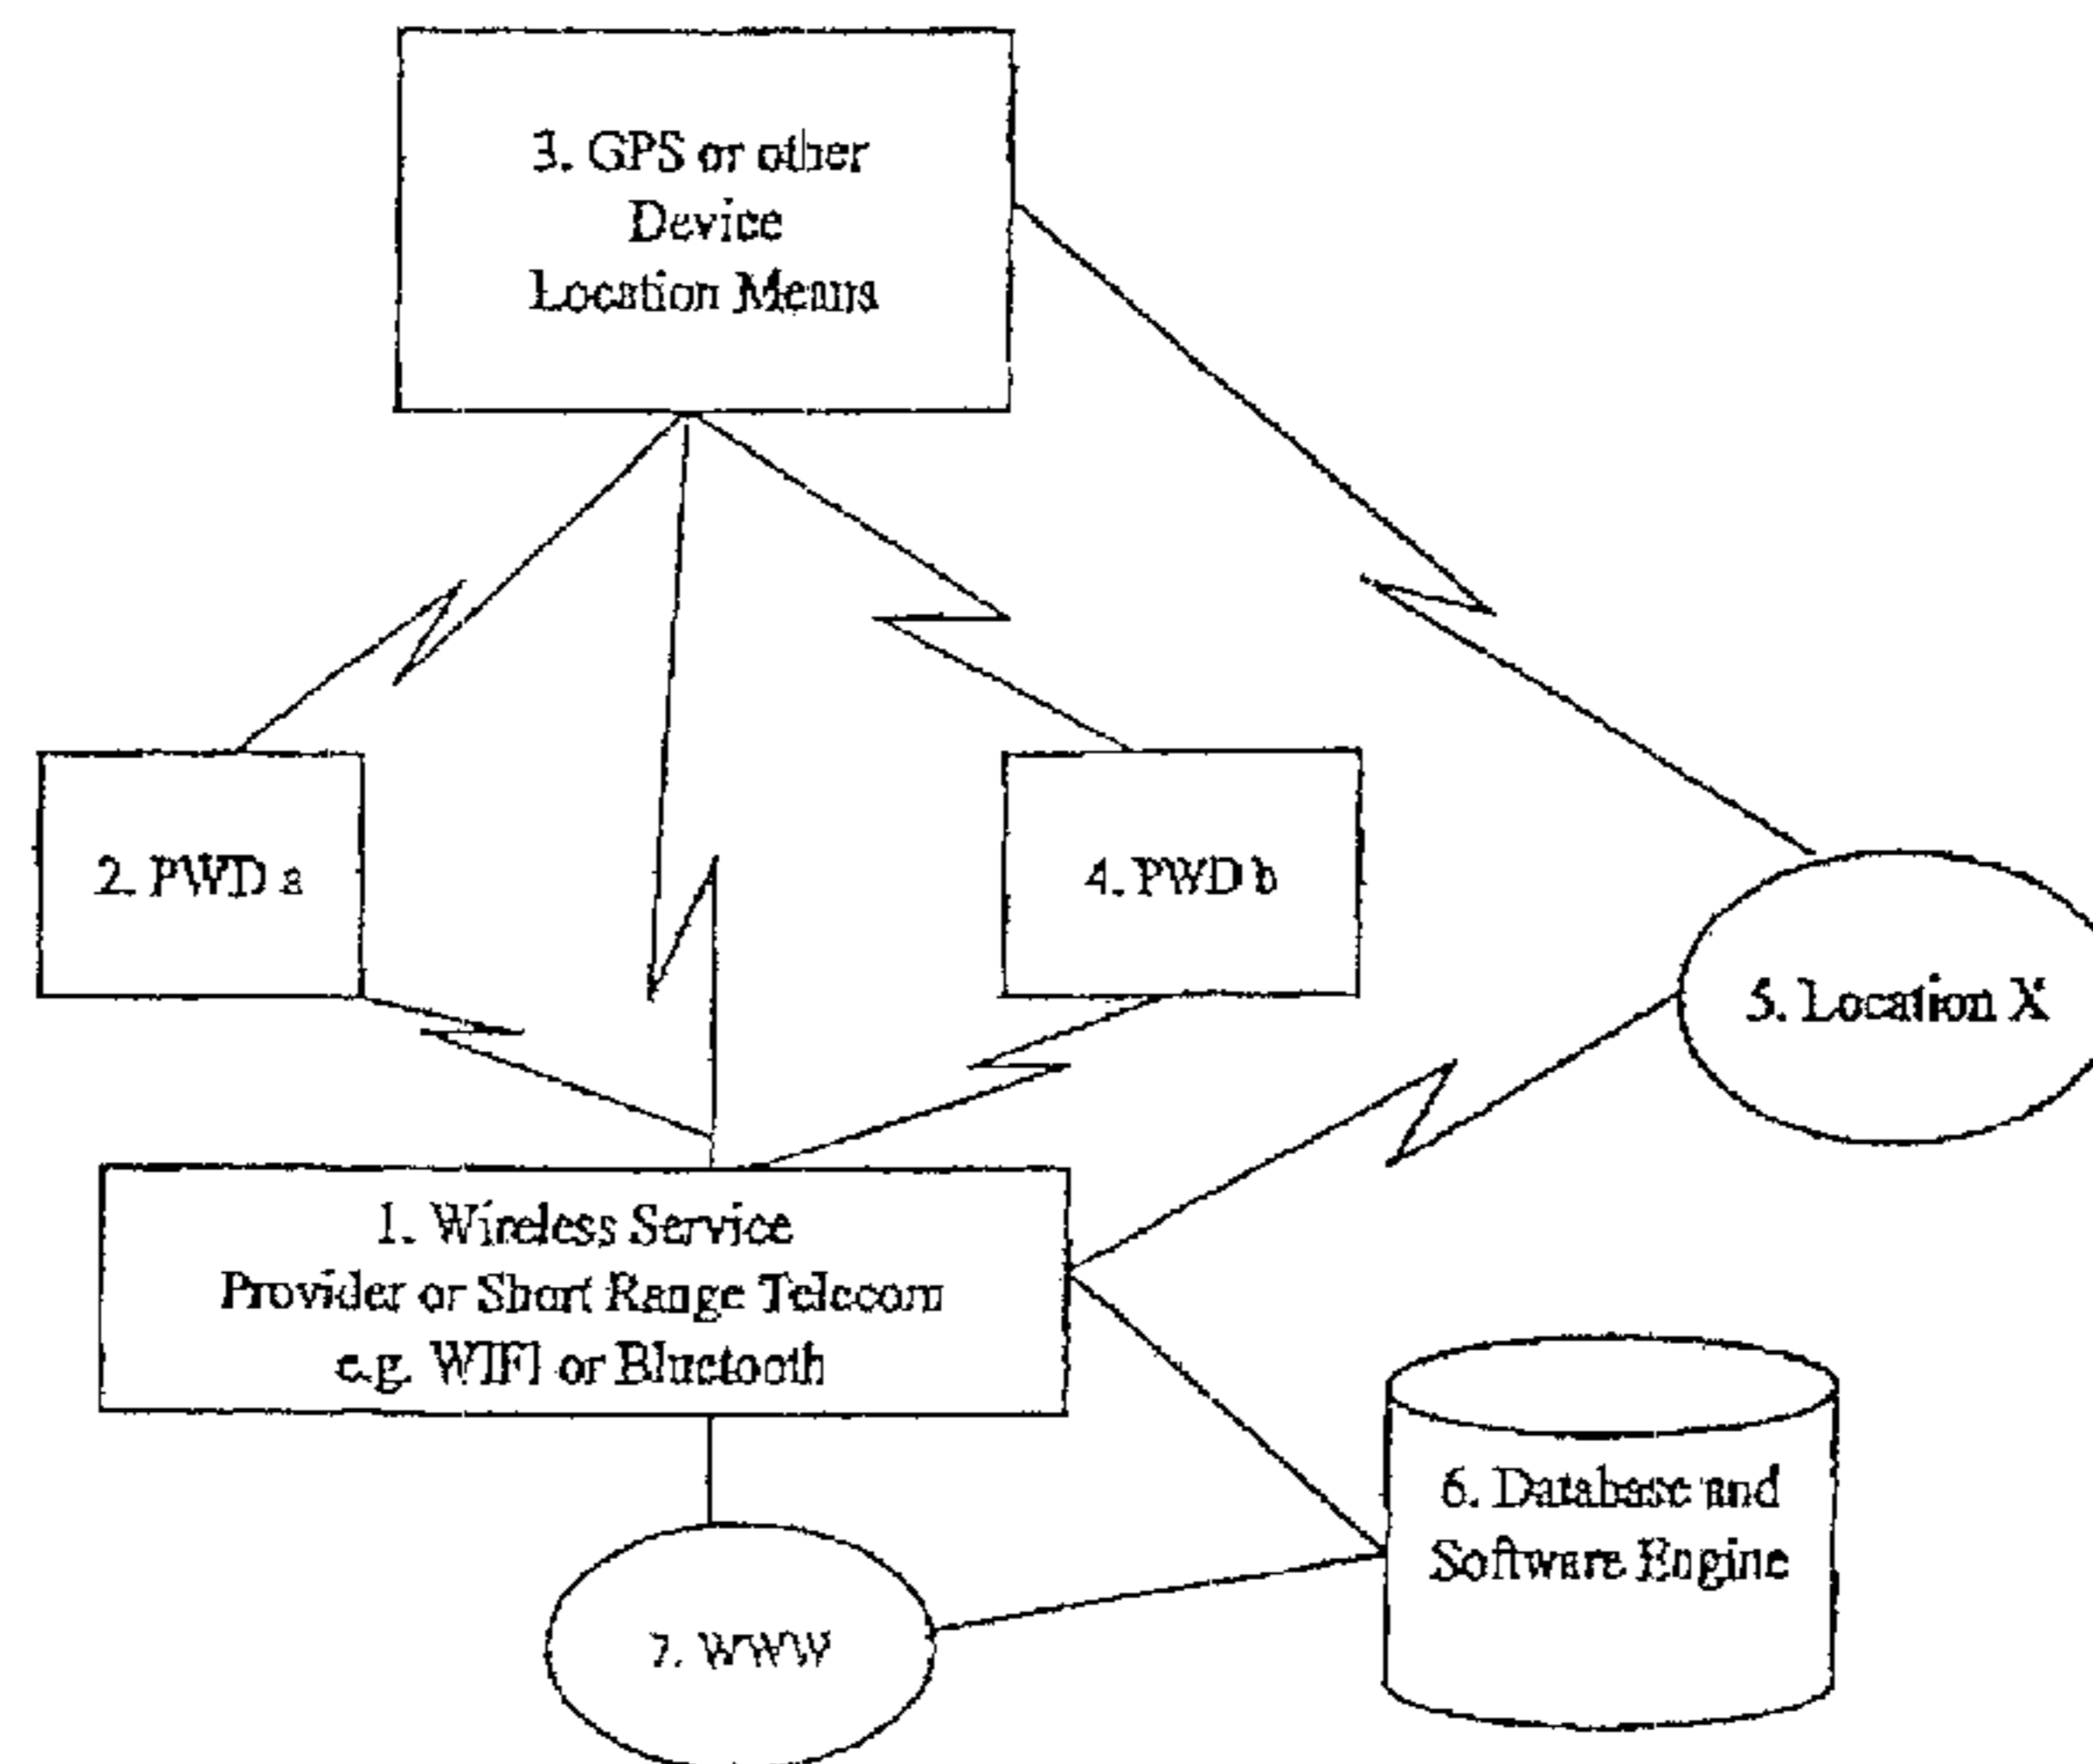 3. GPS or other
Device
Location Means
2. PWD a
4. PWD b
5. Location X
1. Wireless Service
Provider or Short Range Telecom
e.g. WIFI or Bluetooth
6. Database and
Software Engine
7. WWW